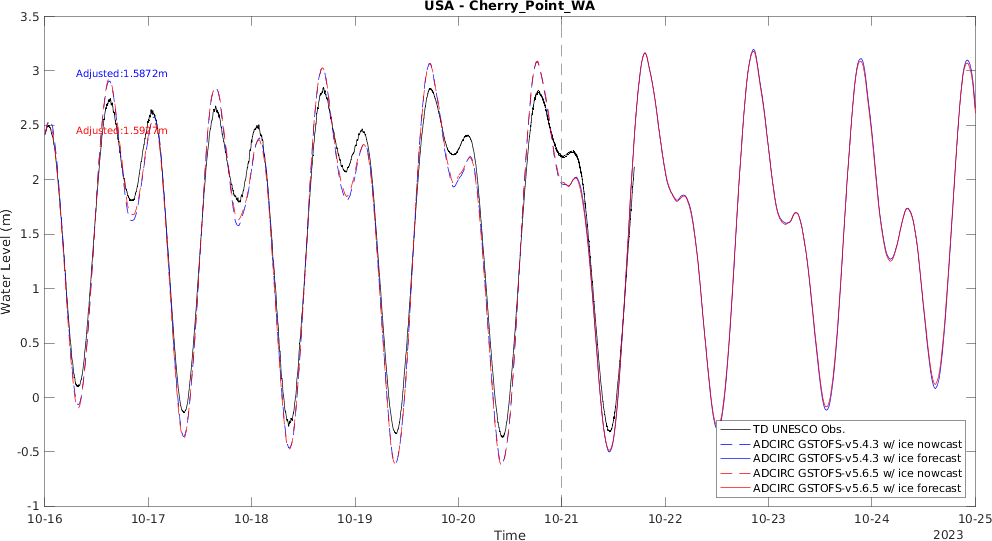 USA - Cherry_Point_WA
Water Level (m)
3.5
3
2.5
2
1.5
1
0.5
0
-0.5
-1
Adjusted:1.5872m
TD UNESCO Obs.
ADCIRC GSTOFS-v5.4.3 w/ ice nowcast
ADCIRC GSTOFS-v5.4.3 w/ ice forecast
ADCIRC GSTOFS-v5.6.5 w/ ice nowcast
ADCIRC GSTOFS-v5.6.5 w/ ice forecast
10-16 10-17 10-18 10-19 10-20 10-21 10-22 10-23 10-24 10-25
Time
2023